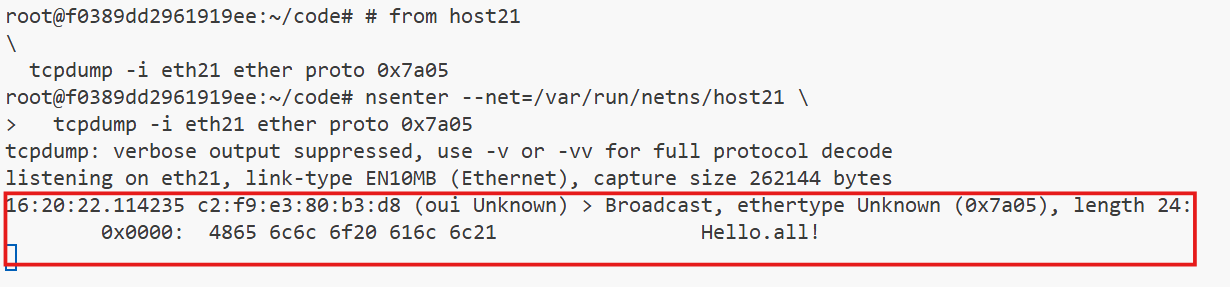 root@f0389dd2961919ee:~/code# # from host21
\
  tcpdump -i eth21 ether proto 0x7a05
root@f0389dd2961919ee:~/code# nsenter --net=/var/run/netns/host21 \
>   tcpdump -i eth21 ether proto 0x7a05
tcpdump: verbose output suppressed, use -v or -vv for full protocol decode
listening on eth21, link-type EN10MB (Ethernet), capture size 262144 bytes
16:20:22.114235 c2:f9:e3:80:b3:d8 (oui Unknown) > Broadcast, ethertype Unknown (0x7a05), length 24:
        0x0000:  4865 6c6c 6f20 616c 6c21                 Hello.all!